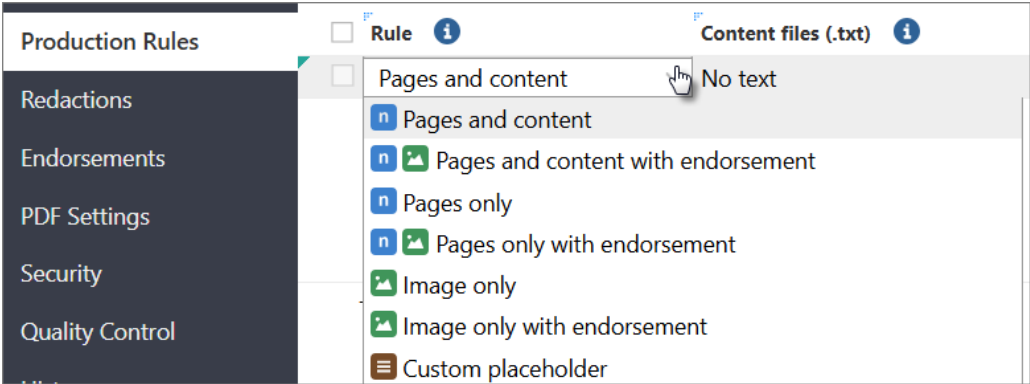 Production Rules
Redactions
Endorsements
PDF Settings
Security
Quality Control
Rule
Content files (.txt)
Pages and content
No text
n Pages and content
n Pages and content with endorsement
n Pages only
n Pages only with endorsement
Image only
Image only with endorsement
Custom placeholder